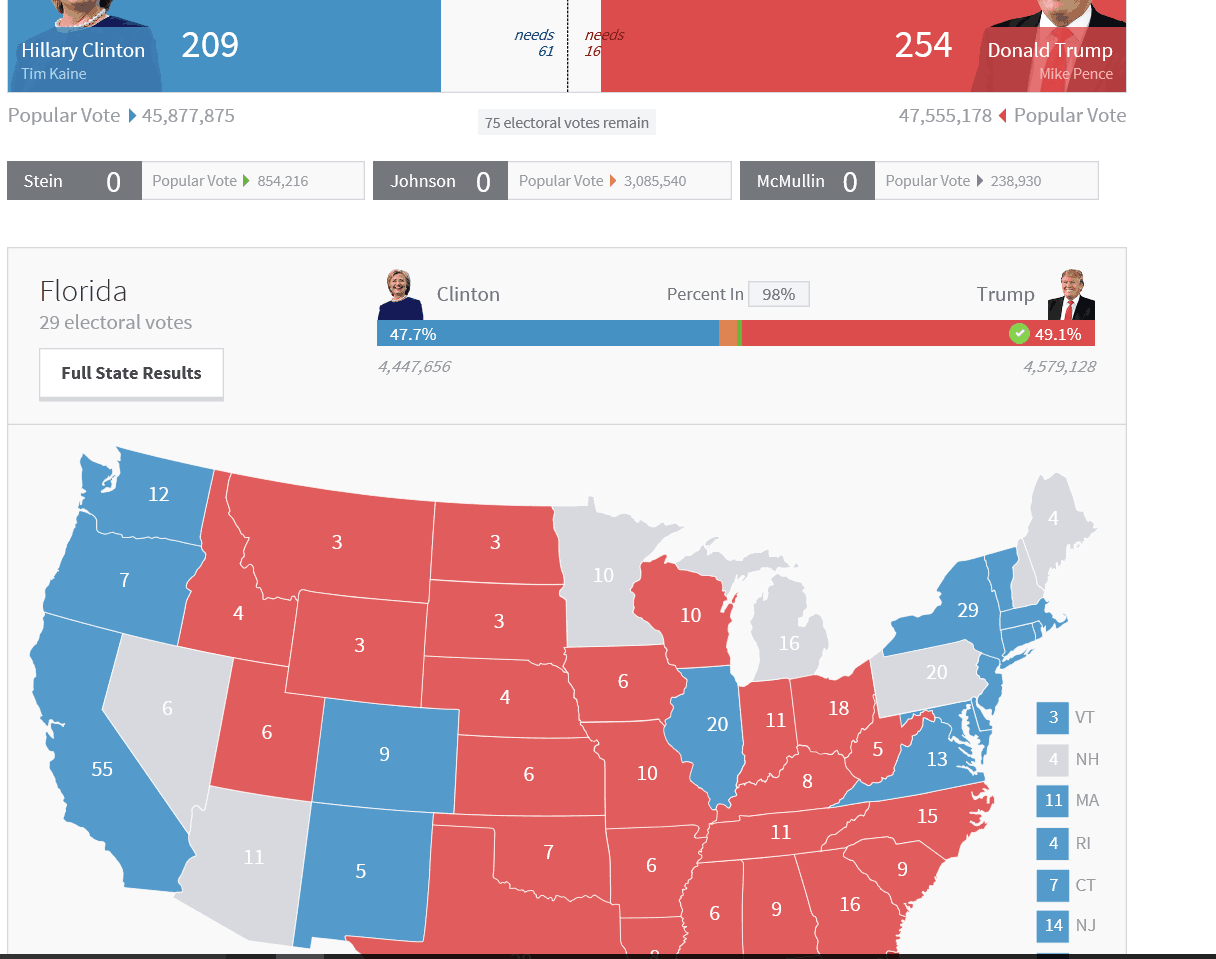 Hillary Clinton 209 needs needs 254 Donald Trump
Tim Kaine 61 16 Mike Pence
Popular Vote 45,877,875 75 electoral votes remain 47,555,178 Popular Vote
Stein 0 Popular Vote 854,216 Johnson 0 Popular Vote 3,085,540 McMullin 0 Popular Vote 238,930
Florida Clinton Percent In 98% Trump
29 electoral votes
47.7% 49.1%
Full State Results 4,447,656 4,579,128
12
4
3
3
10
7
29
4
3
10
3
16
6
20
6
4
18
3 VT
6
20
11
9
5
13
4 NH
55
6
10
8
11 MA
15
11
4 RI
7
11
5
6
9
7 CT
16
6
9
14 NJ